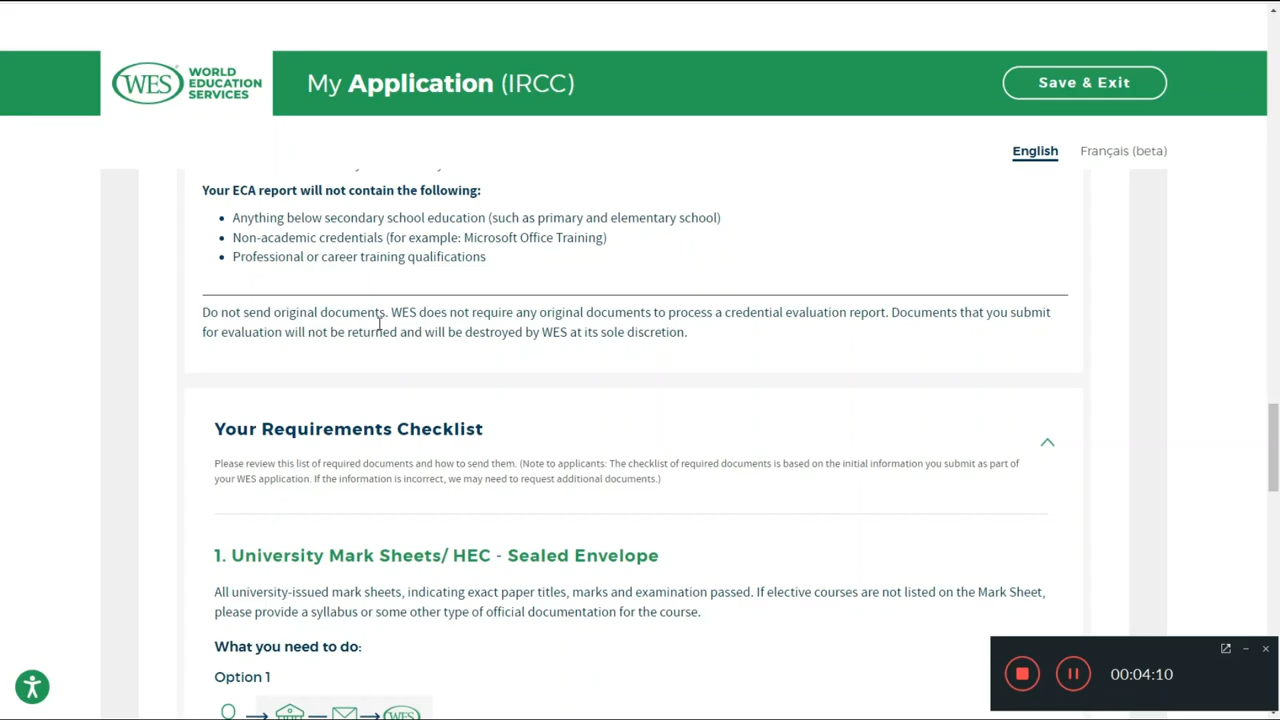 WES WORLD EDUCATION SERVICES
My Application (IRCC)
Save & Exit
English Français (beta)
Your ECA report will not contain the following:
• Anything below secondary school education (such as primary and elementary school)
• Non-academic credentials (for example: Microsoft Office Training)
• Professional or career training qualifications
Do not send original documents. WES does not require any original documents to process a credential evaluation report. Documents that you submit
for evaluation will not be returned and will be destroyed by WES at its sole discretion.
Your Requirements Checklist
Please review this list of required documents and how to send them. (Note to applicants: The checklist of required documents is based on the initial information you submit as part of
your WES application. If the information is incorrect, we may need to request additional documents.)
1. University Mark Sheets/ HEC - Sealed Envelope
All university-issued mark sheets, indicating exact paper titles, marks and examination passed. If elective courses are not listed on the Mark Sheet,
please provide a syllabus or some other type of official documentation for the course.
What you need to do:
Option 1
WES
00:04:10